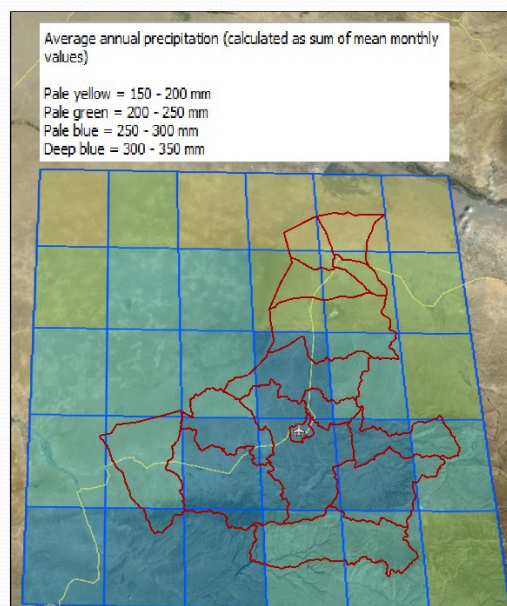 Average annual precipitation (calculated as sum of mean monthly
values)
Pale yellow = 150 - 200 mm
Pale green = 200 - 250 mm
Pale blue = 250 - 300 mm
Deep blue = 300 - 350 mm